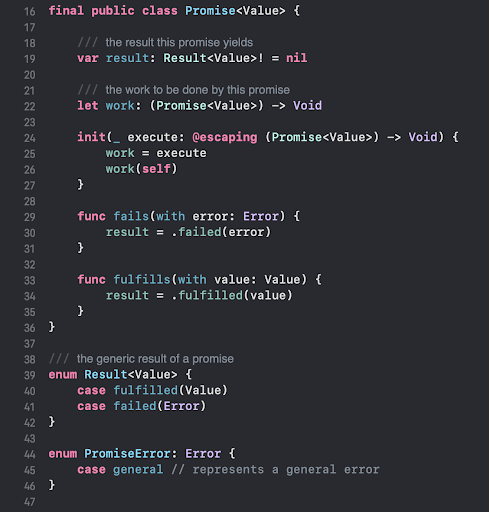 16 final public class Promise<Value> {
17
18     /// the result this promise yields
19     var result: Result<Value>! = nil
20
21     /// the work to be done by this promise
22     let work: (Promise<Value>) -> Void
23
24     init(_ execute: @escaping (Promise<Value>) -> Void) {
25         work = execute
26         work(self)
27     }
28
29     func fails(with error: Error) {
30         result = .failed(error)
31     }
32
33     func fulfills(with value: Value) {
34         result = .fulfilled(value)
35     }
36 }
37
38 /// the generic result of a promise
39 enum Result<Value> {
40     case fulfilled(Value)
41     case failed(Error)
42 }
43
44 enum PromiseError: Error {
45     case general // represents a general error
46 }
47